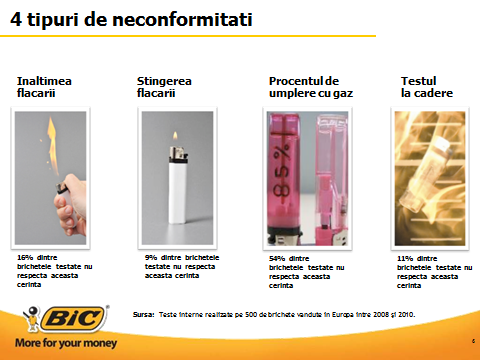 4 tipuri de neconformitati
Inaltimea
flacarii
Stingerea
flacarii
Procentul de
umplere cu gaz
Testul
la cadere
85%
16% dintre
brichetele testate nu
respecta aceasta
cerinta
9% dintre brichetele
testate nu respecta
aceasta cerinta
54% dintre
brichetele testate nu
respecta aceasta
cerinta
11% dintre
brichetele testate nu
respecta aceasta
cerinta
BiC
More for your money
Sursa: Teste interne realizate pe 500 de brichete vandute in Europa intre 2008 şi 2010.
6